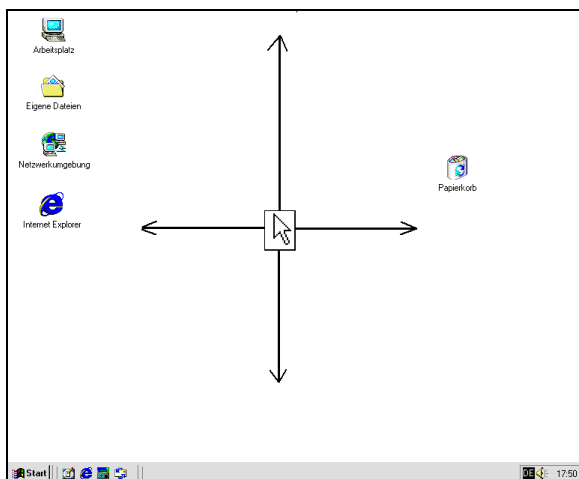 Arbeitsplatz
Eigene Dateien
Netzwerkumgebung
Papierkorb
Internet Explorer
Start
DE
17:50